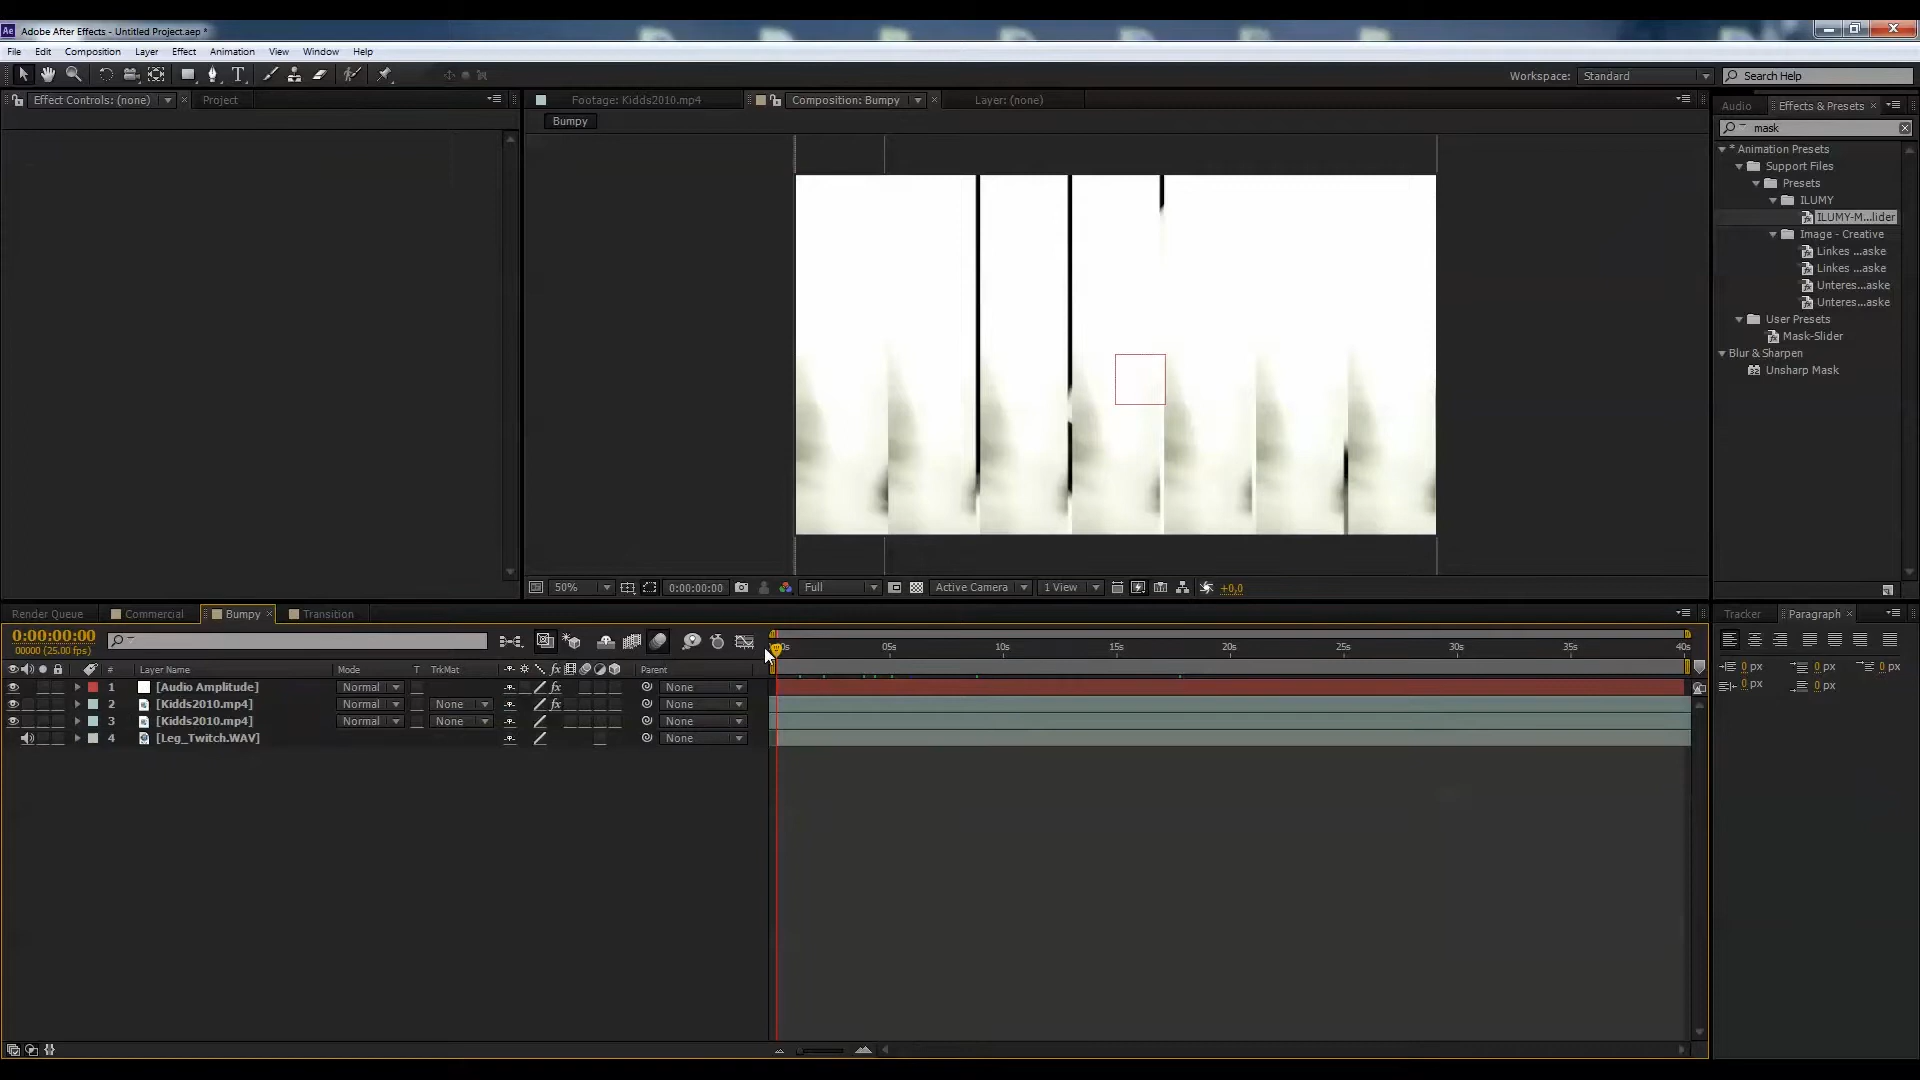 Ae Adobe After Effects - Untitled Project.aep *
File Edit Composition Layer Effect Animation View Window Help
T Workspace: Standard Search Help
Effect Controls: (none) Project Footage: Kidds2010.mp4 Composition: Bumpy Layer: (none) Audio Effects & Presets
Bumpy
mask
* Animation Presets
Support Files
Presets
ILUMY
ILUMY-M...lider
Image - Creative
Linkes ...aske
Linkes ...aske
Unteres...aske
Unteres...aske
User Presets
Mask-Slider
Blur & Sharpen
Unsharp Mask
50% 0:00:00:00 Full Active Camera 1 View +0,0
Render Queue Commercial Bumpy Transition Tracker Paragraph
0:00:00:00
00000 (25.00 fps)
05s 10s 15s 20s 25s 30s 35s 40s
# Layer Name Mode T TrkMat fx Parent
1 [Audio Amplitude] Normal fx None
2 [Kidds2010.mp4] Normal None fx None
3 [Kidds2010.mp4] Normal None None
4 [Leg_Twitch.WAV] None
0 px 0 px 0 px
0 px 0 px